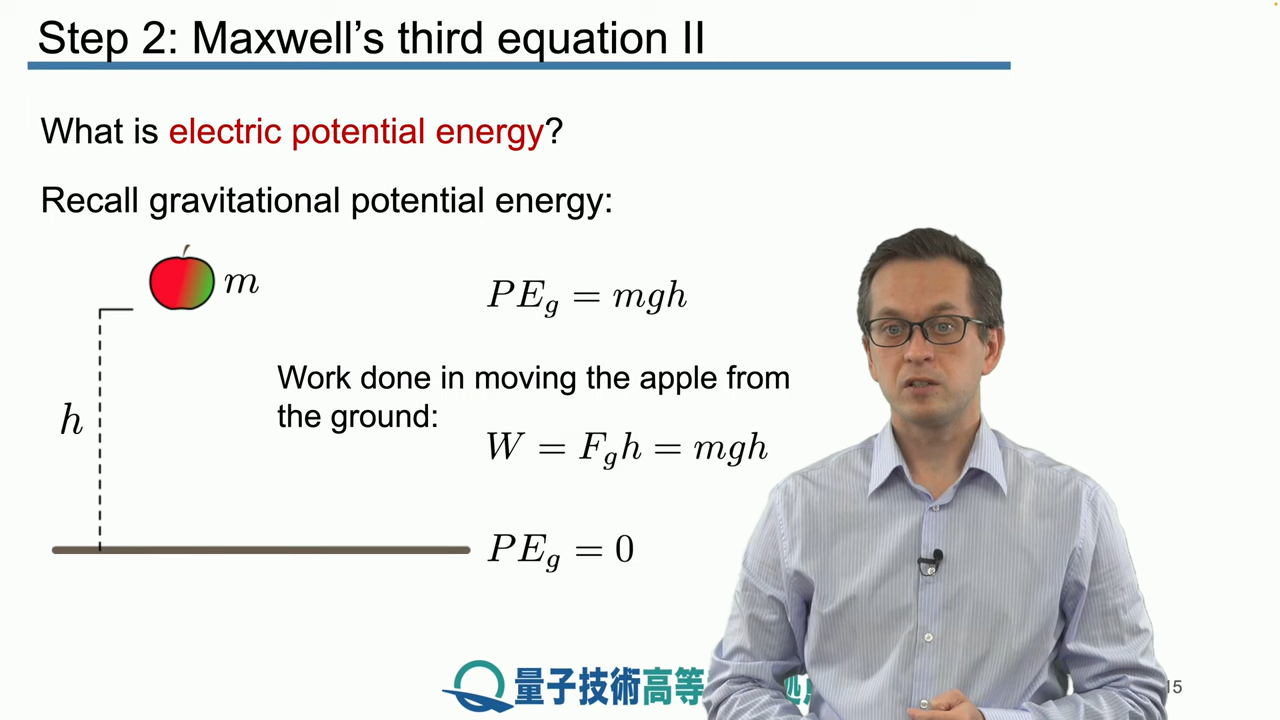 Step 2: Maxwell's third equation II
What is electric potential energy?
Recall gravitational potential energy:
m
PE_g = mgh
Work done in moving the apple from
the ground:
h
W = F_g h = mgh
PE_g = 0
量子技術高等
15